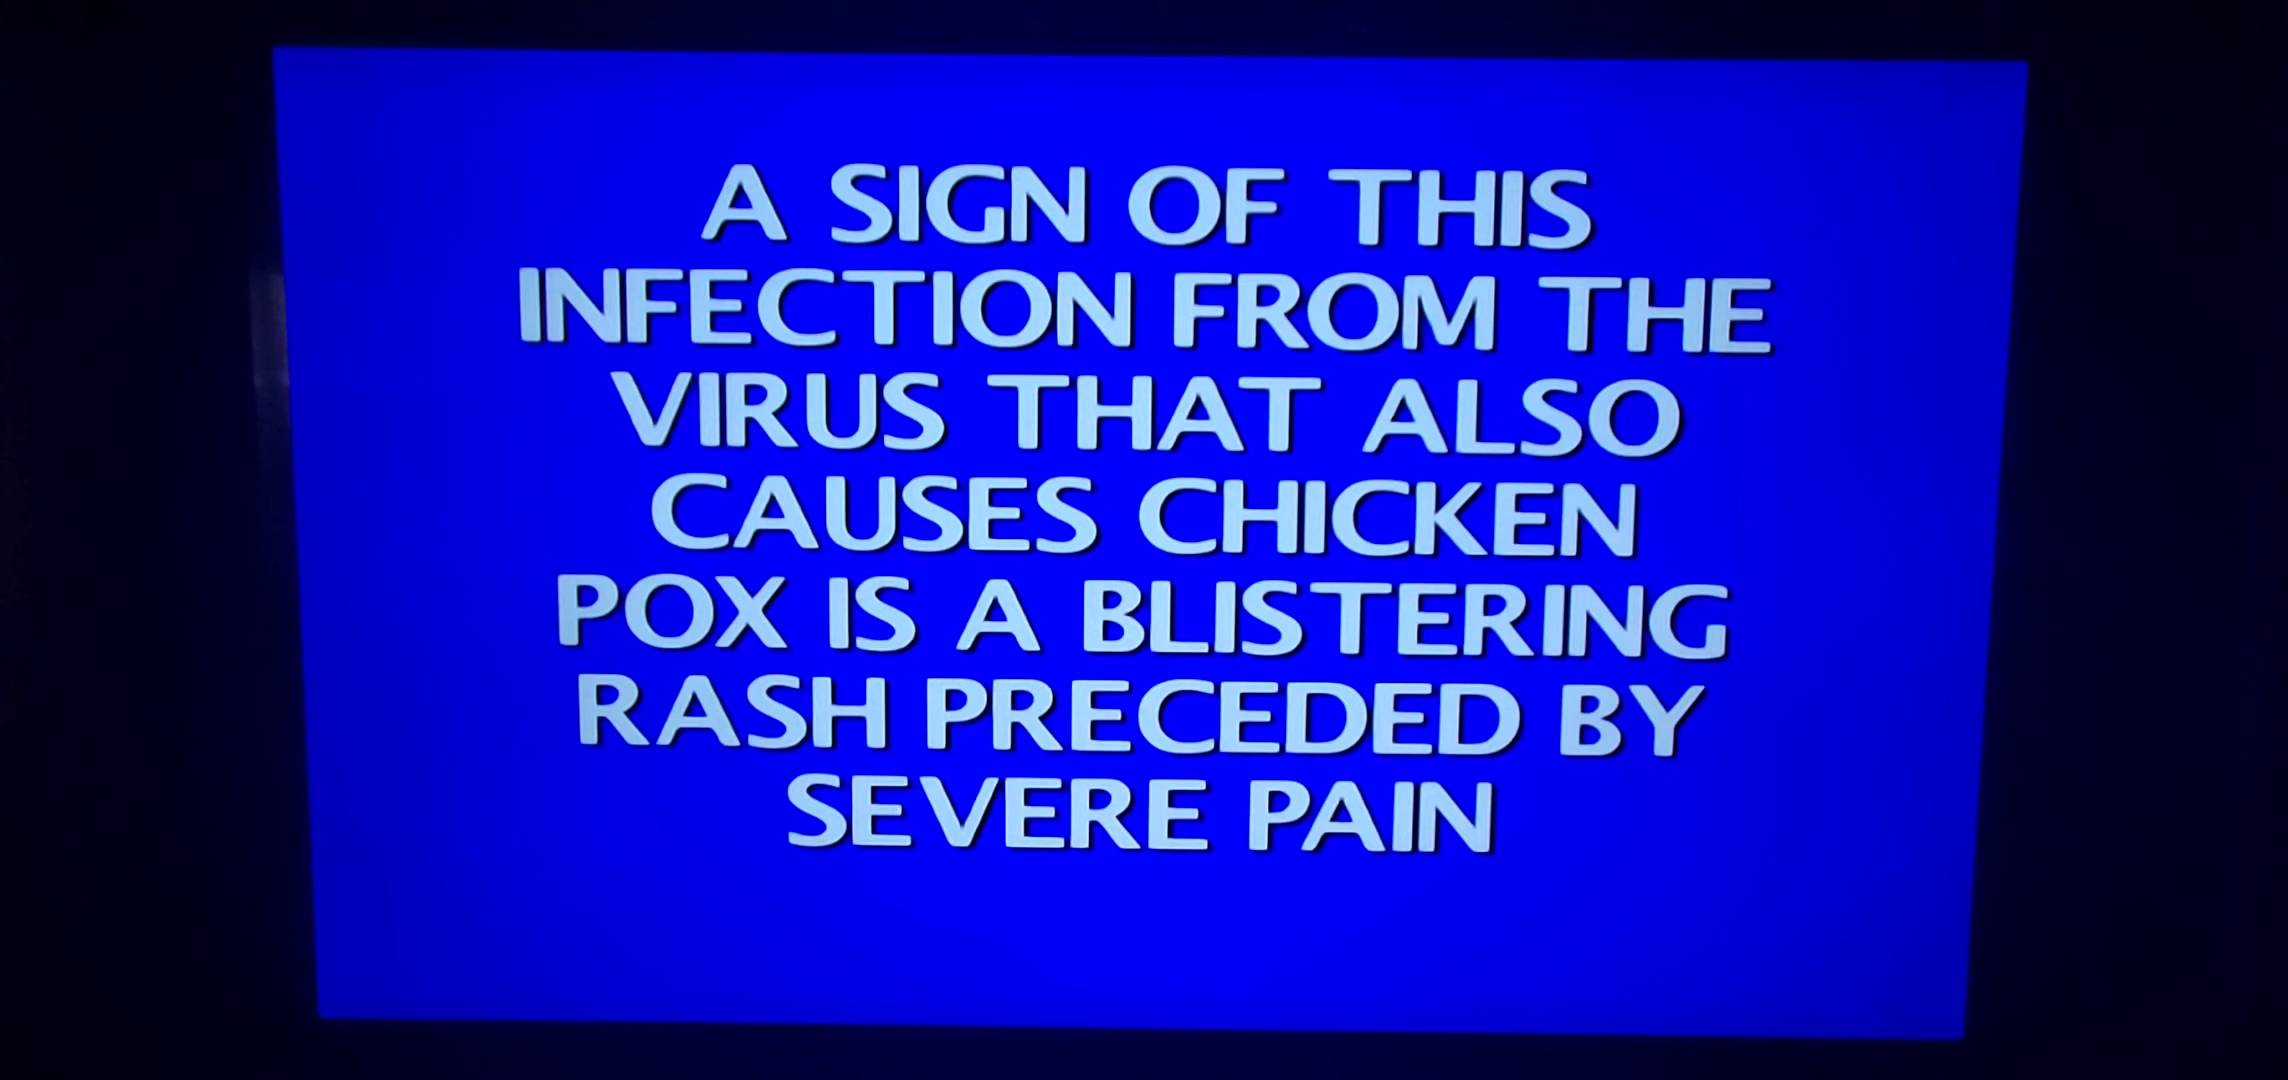 A SIGN OF THIS
INFECTION FROM THE
VIRUS THAT ALSO
CAUSES CHICKEN
POX IS A BLISTERING
RASH PRECEDED BY
SEVERE PAIN